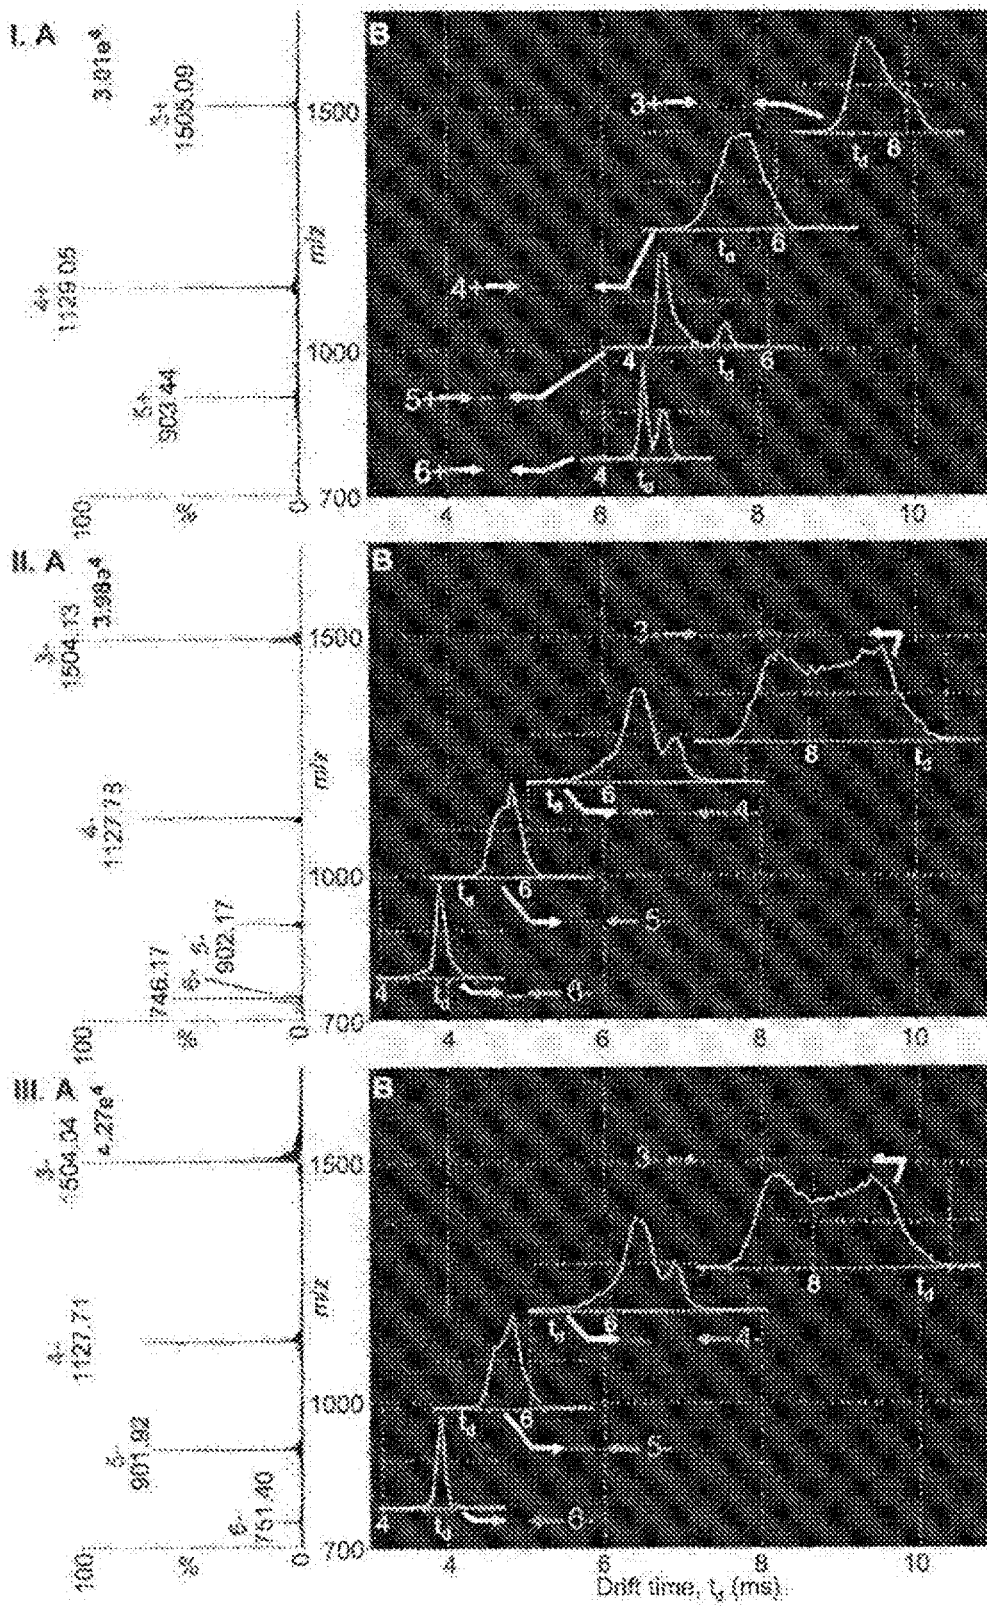 I. A
3.01e⁴
3+
1505.09
4+
1129.05
5+
903.44
100
%
0
1500
m/z
1000
700
B
3+
4+
5+
6+
t_d 8
t_d 6
4 t_d 6
4 t_d
4 6 8 10
II. A
3.98e⁴
3-
1504.13
4-
1127.78
5-
902.17
6-
746.17
100
%
0
1500
m/z
1000
700
B
3-
8 t_d
t_d 6
4-
t_d 6
5-
4 t_d
6-
4 6 8 10
III. A
4.27e⁴
3-
1504.34
4-
1127.71
5-
901.92
6-
751.40
100
%
0
1500
m/z
1000
700
B
3-
8 t_d
t_d 6
4-
t_d 6
5-
4 t_d
6-
4 6 8 10
Drift time, t_d (ms)